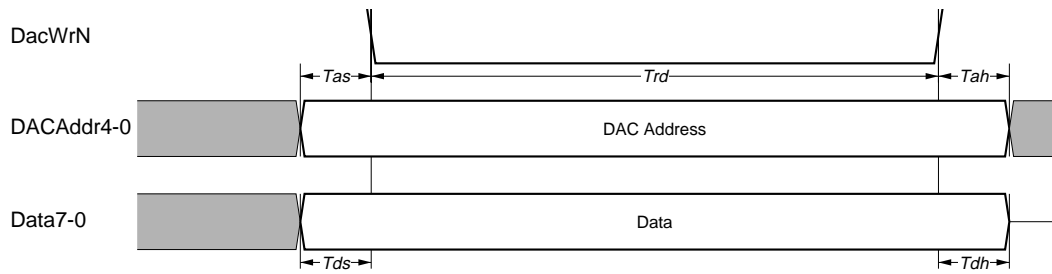 DacWrN
Tas Trd Tah
DACAddr4-0 DAC Address
Data7-0 Data
Tds Tdh